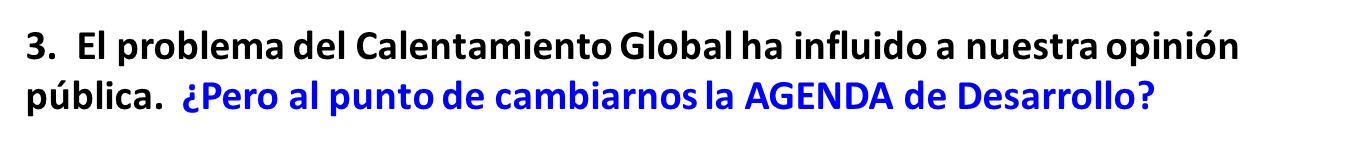 3. El problema del Calentamiento Global ha influido a nuestra opinión
pública. ¿Pero al punto de cambiarnos la AGENDA de Desarrollo?